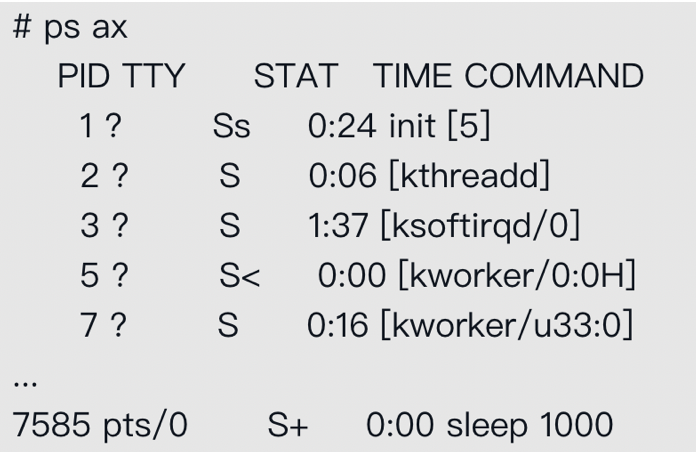 # ps ax
PID TTY STAT TIME COMMAND
1 ? Ss 0:24 init [5]
2 ? S 0:06 [kthreadd]
3 ? S 1:37 [ksoftirqd/0]
5 ? S< 0:00 [kworker/0:0H]
7 ? S 0:16 [kworker/u33:0]
...
7585 pts/0 S+ 0:00 sleep 1000